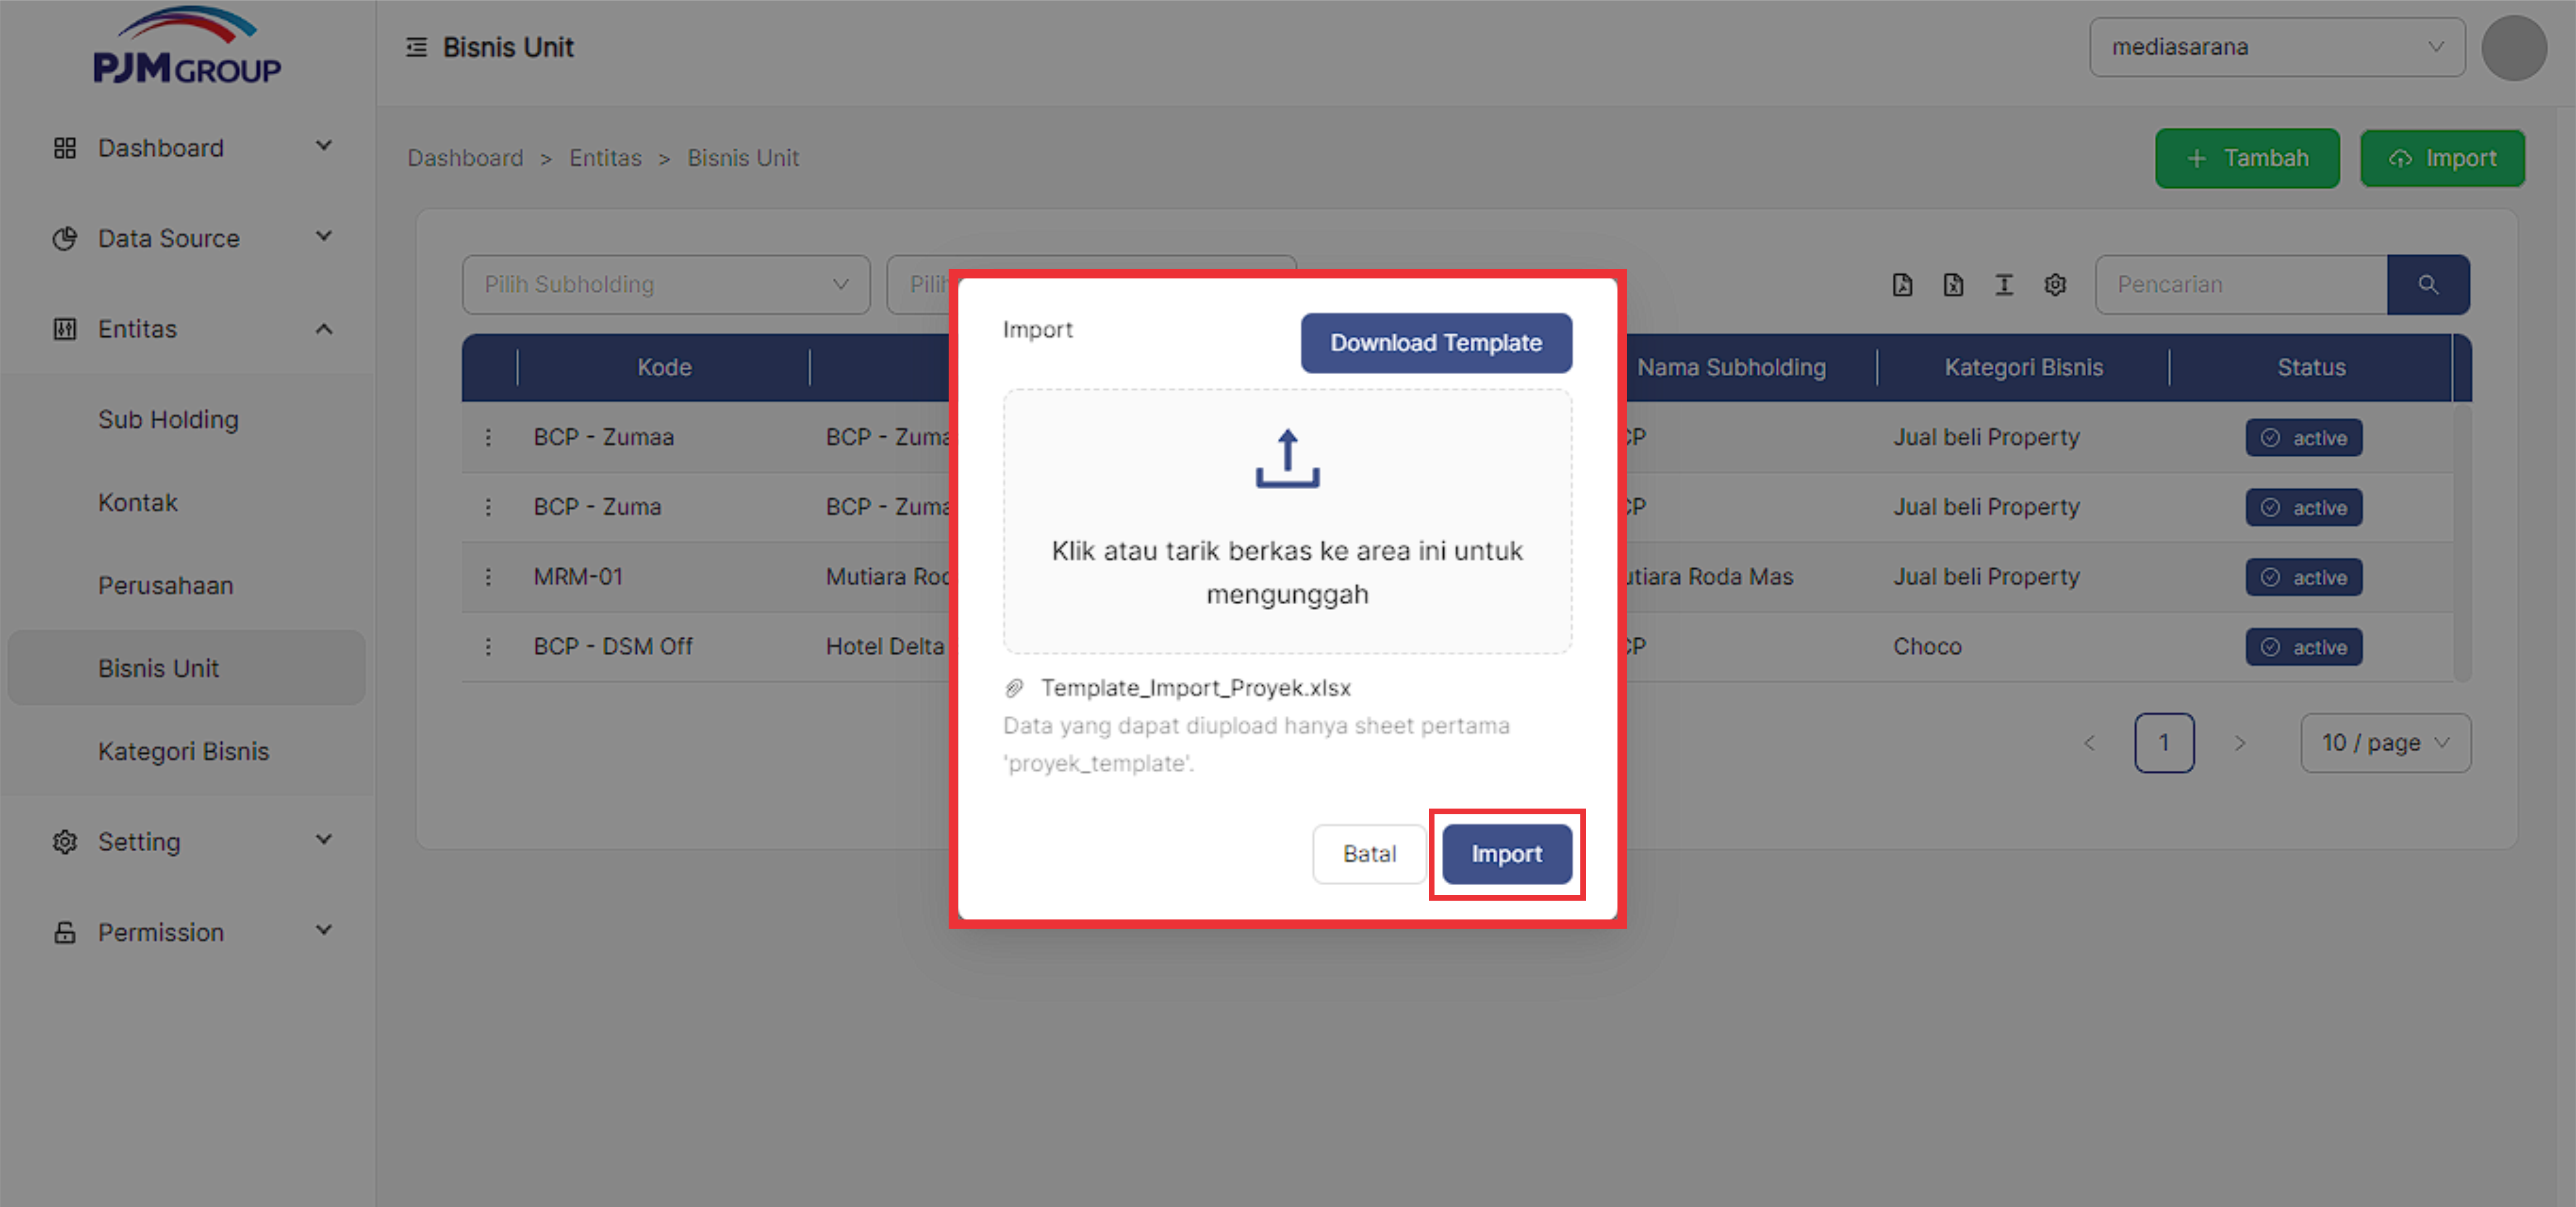 PJM GROUP
Bisnis Unit
mediasarana
Dashboard
Data Source
Entitas
Sub Holding
Kontak
Perusahaan
Bisnis Unit
Kategori Bisnis
Setting
Permission
Dashboard > Entitas > Bisnis Unit
+ Tambah
Import
Pilih Subholding
Pencarian
Kode
Nama Subholding
Kategori Bisnis
Status
BCP - Zumaa
BCP - Zuma
Jual beli Property
active
BCP - Zuma
BCP - Zuma
Jual beli Property
active
MRM-01
Mutiara
Roda Mas
Jual beli Property
active
BCP - DSM Off
Hotel Delta
Choco
active
< 1 >
10 / page
Import
Download Template
Klik atau tarik berkas ke area ini untuk
mengunggah
Template_Import_Proyek.xlsx
Data yang dapat diupload hanya sheet pertama
'proyek_template'.
Batal
Import